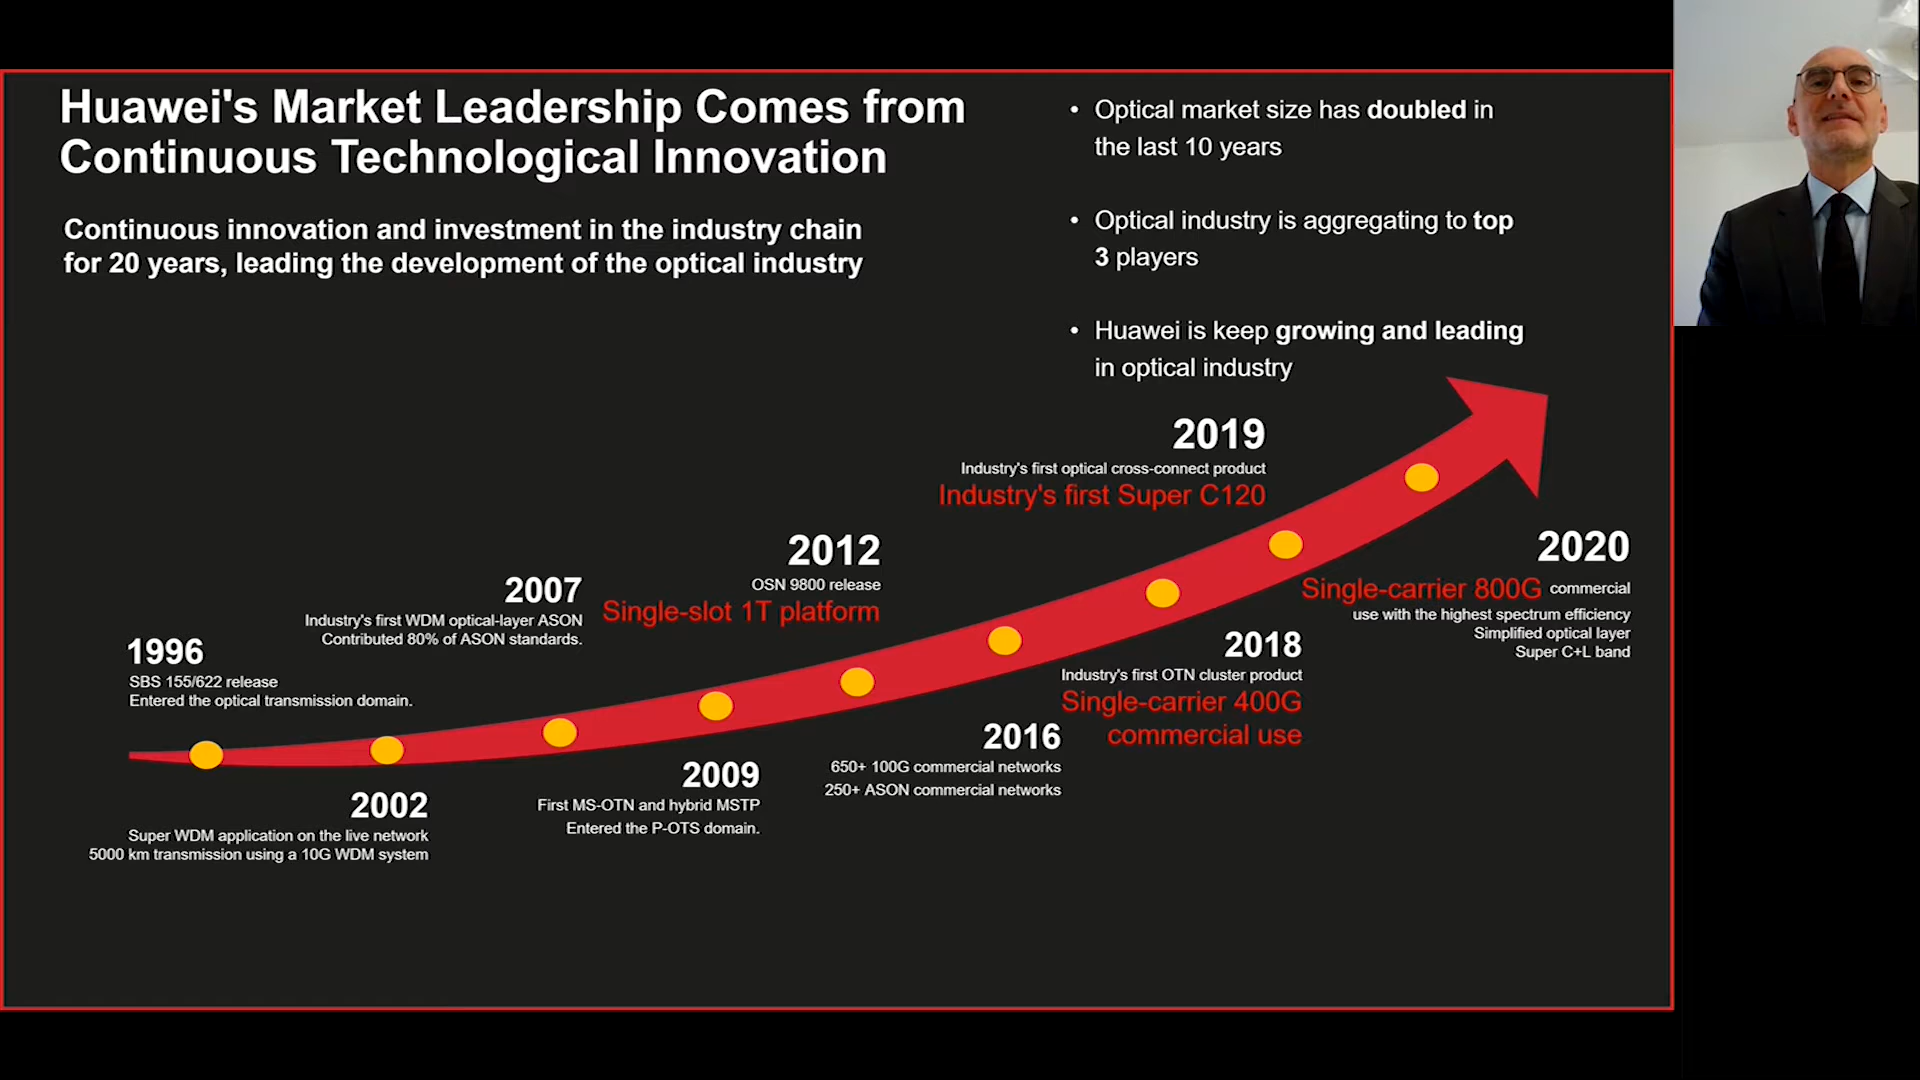 Huawei's Market Leadership Comes from
Continuous Technological Innovation
Continuous innovation and investment in the industry chain
for 20 years, leading the development of the optical industry
• Optical market size has doubled in
the last 10 years
• Optical industry is aggregating to top
3 players
• Huawei is keep growing and leading
in optical industry
1996
SBS 155/622 release
Entered the optical transmission domain.
2002
Super WDM application on the live network
5000 km transmission using a 10G WDM system
2007
Industry's first WDM optical-layer ASON
Contributed 80% of ASON standards.
2009
First MS-OTN and hybrid MSTP
Entered the P-OTS domain.
2012
OSN 9800 release
Single-slot 1T platform
2016
650+ 100G commercial networks
250+ ASON commercial networks
2018
Industry's first OTN cluster product
Single-carrier 400G
commercial use
2019
Industry's first optical cross-connect product
Industry's first Super C120
2020
Single-carrier 800G commercial
use with the highest spectrum efficiency
Simplified optical layer
Super C+L band